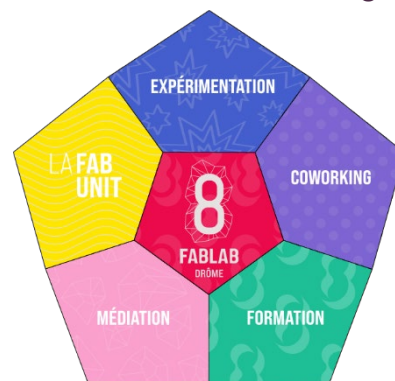 EXPÉRIMENTATION
LA FAB
UNIT
COWORKING
8
FABLAB
DRÔME
MÉDIATION
FORMATION